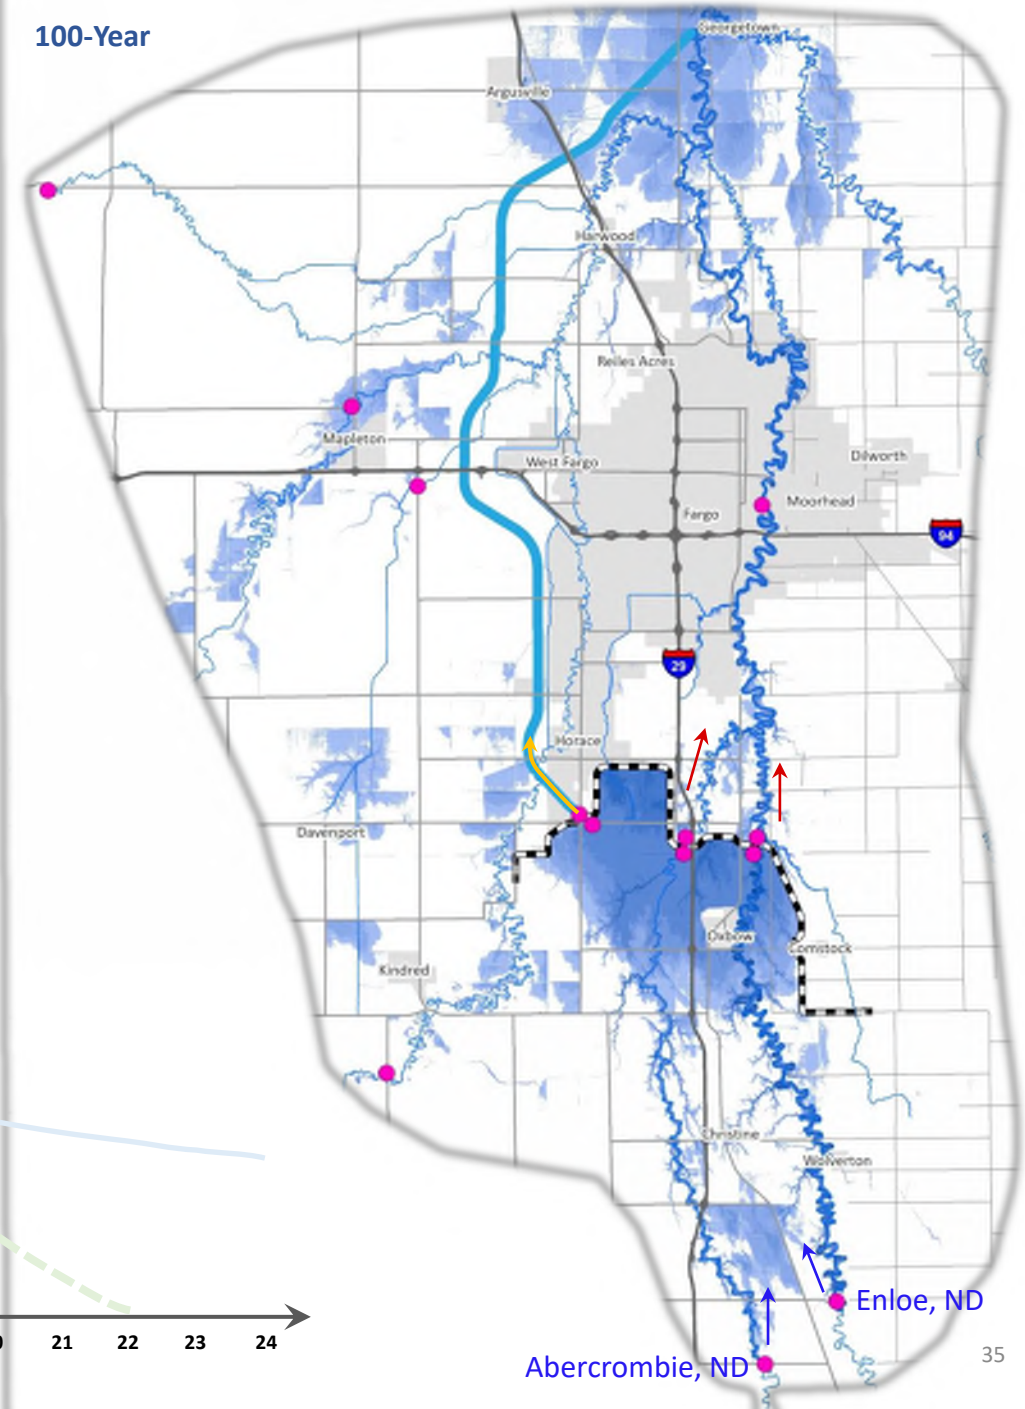 100-Year
Georgetown
Argusville
Harwood
Reiles Acres
Mapleton
West Fargo
Dilworth
Moorhead
Fargo
94
29
Horace
Davenport
Oxbow
Comstock
Kindred
Christine
Wolverton
Enloe, ND
Abercrombie, ND
21 22 23 24
35